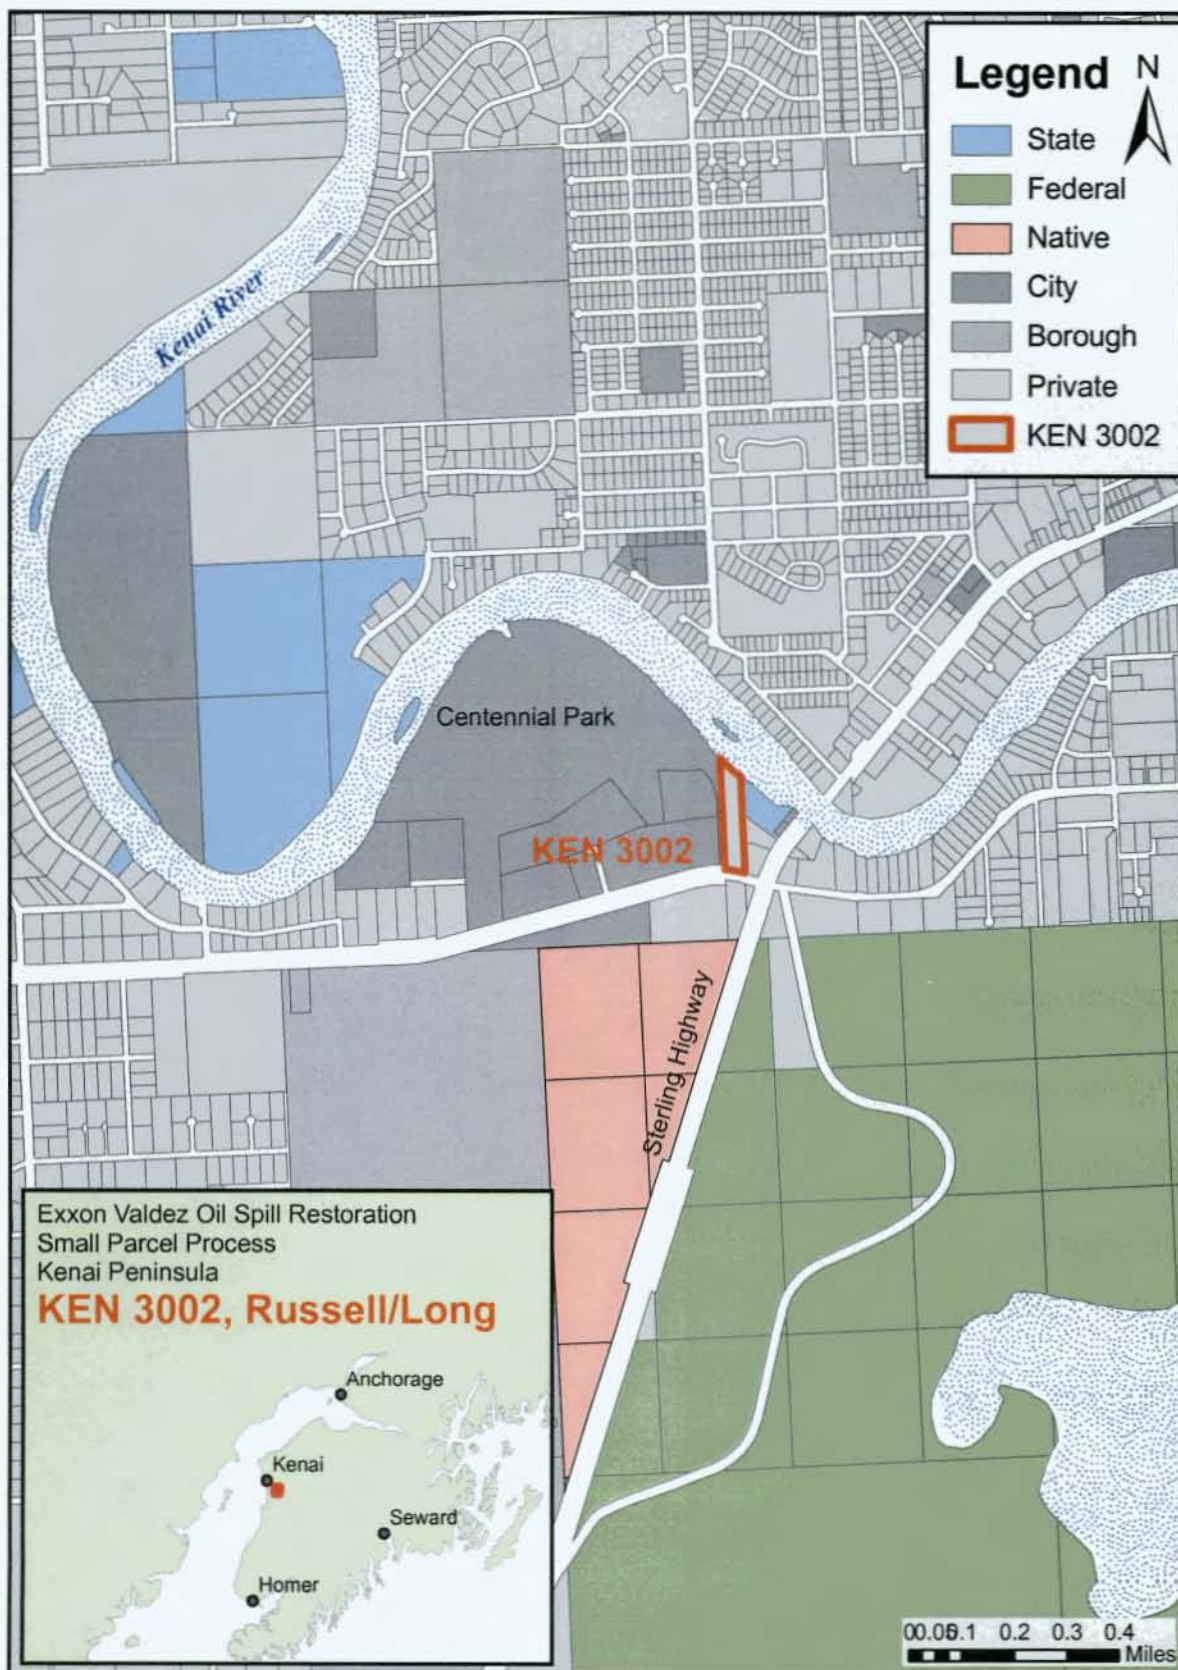 Legend
N
State
Federal
Native
City
Borough
Private
KEN 3002
Kenai River
Centennial Park
KEN 3002
Sterling Highway
Exxon Valdez Oil Spill Restoration
Small Parcel Process
Kenai Peninsula
KEN 3002, Russell/Long
Anchorage
Kenai
Seward
Homer
00.050.1 0.2 0.3 0.4
Miles